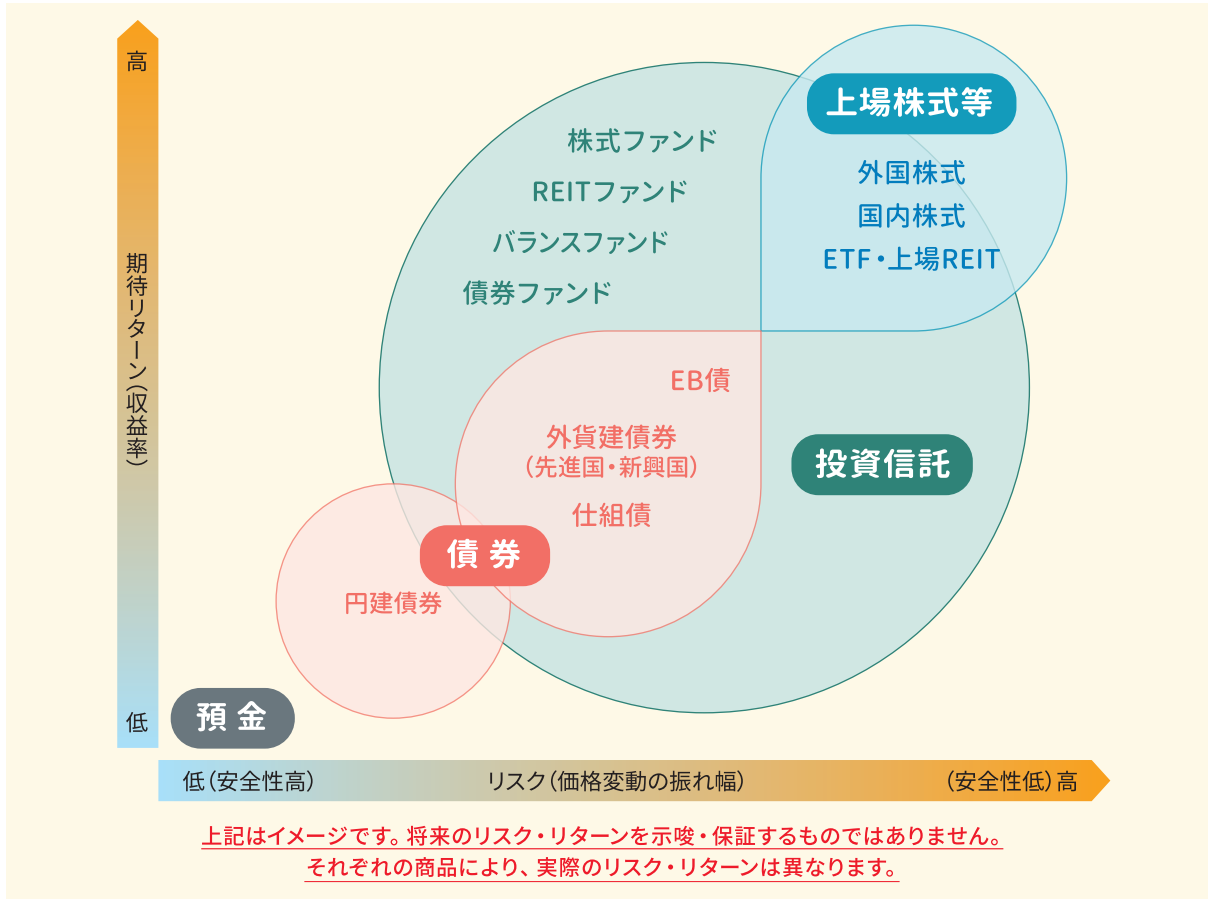 高
期待リターン(収益率)
低
上場株式等
外国株式
国内株式
ETF・上場REIT
株式ファンド
REITファンド
バランスファンド
債券ファンド
EB債
外貨建債券
(先進国・新興国)
仕組債
投資信託
債券
円建債券
預金
低(安全性高)
リスク(価格変動の振れ幅)
(安全性低)高
上記はイメージです。将来のリスク・リターンを示唆・保証するものではありません。
それぞれの商品により、実際のリスク・リターンは異なります。